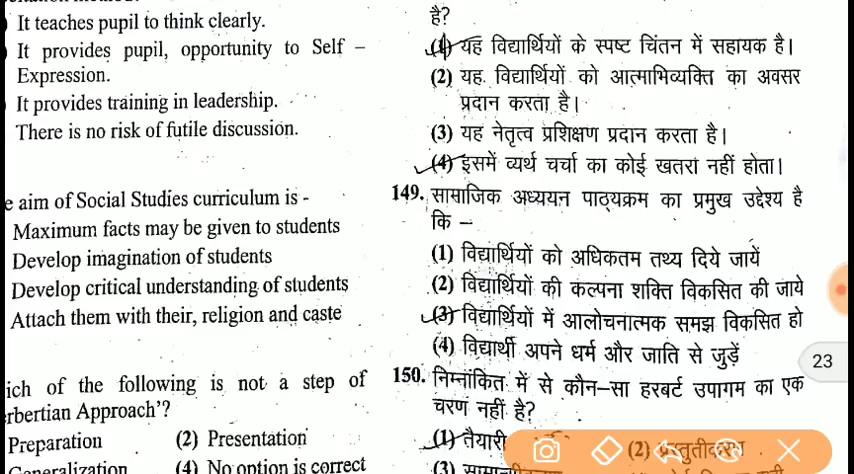 It teaches pupil to think clearly.
It provides pupil, opportunity to Self –
Expression.
It provides training in leadership.
There is no risk of futile discussion.
e aim of Social Studies curriculum is -
Maximum facts may be given to students
Develop imagination of students
Develop critical understanding of students
Attach them with their, religion and caste
ich of the following is not a step of
erbertian Approach'?
Preparation (2) Presentation
Generalization (4) No option is correct
है?
(1) यह विद्यार्थियों के स्पष्ट चिंतन में सहायक है।
(2) यह विद्यार्थियों को आत्माभिव्यक्ति का अवसर
प्रदान करता है।
(3) यह नेतृत्व प्रशिक्षण प्रदान करता है।
(4) इसमें व्यर्थ चर्चा का कोई खतरा नहीं होता।
149. सामाजिक अध्ययन पाठ्यक्रम का प्रमुख उद्देश्य है
कि –
(1) विद्यार्थियों को अधिकतम तथ्य दिये जायें
(2) विद्यार्थियों की कल्पना शक्ति विकसित की जाये
(3) विद्यार्थियों में आलोचनात्मक समझ विकसित हो
(4) विद्यार्थी अपने धर्म और जाति से जुड़ें
23
150. निम्नांकित में से कौन-सा हरबर्ट उपागम का एक
चरण नहीं है?
(1) तैयारी (2) प्रस्तुतीकरण
(3)